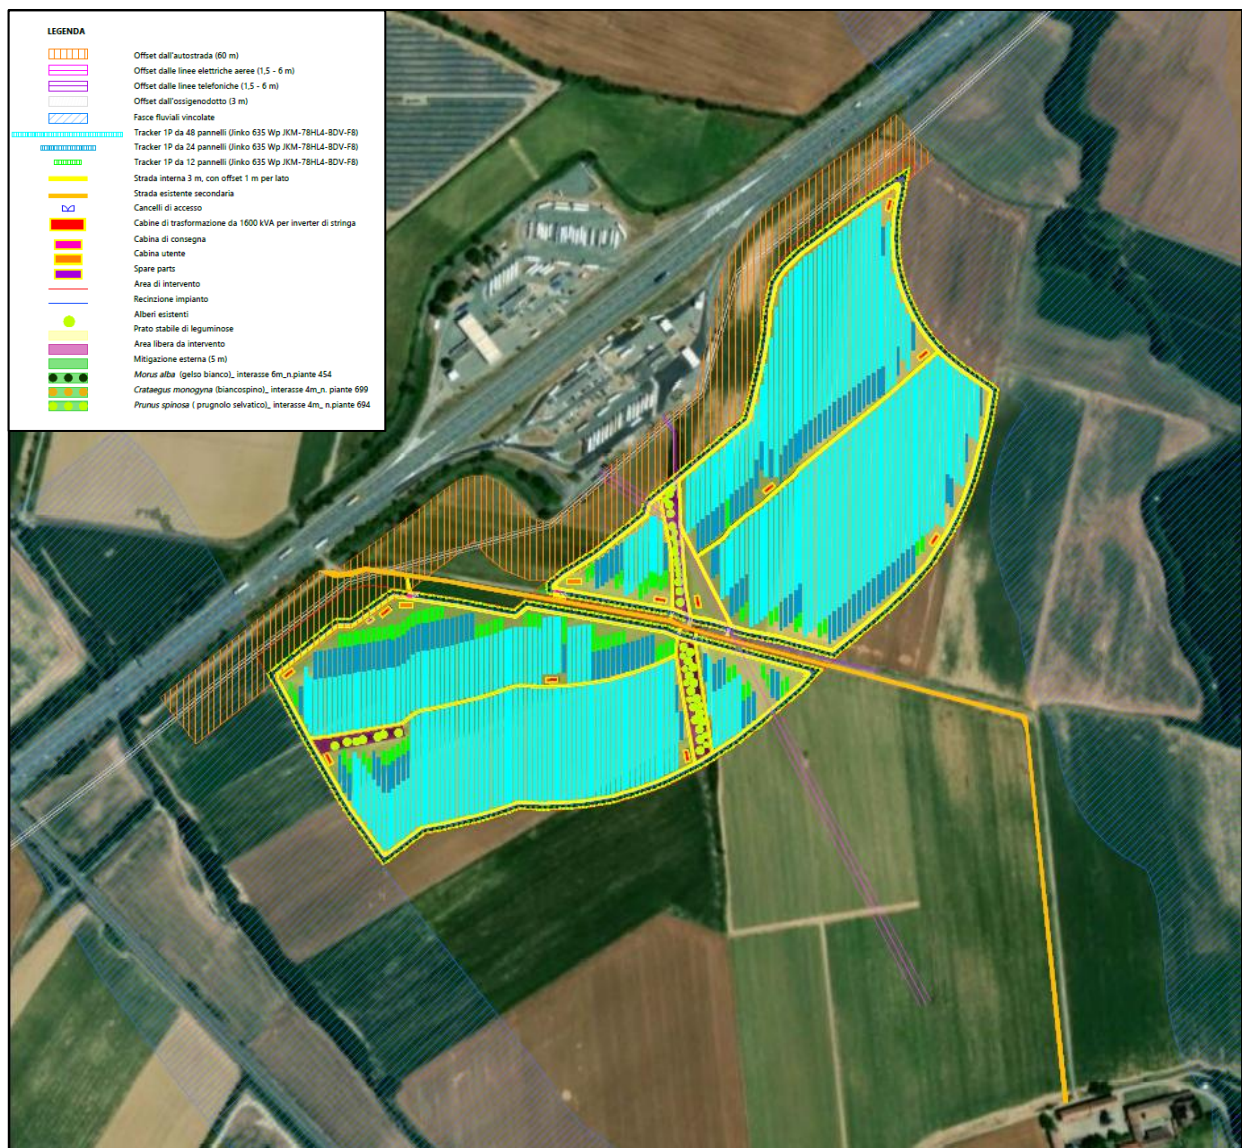 LEGENDA
Offset dall'autostrada (60 m)
Offset dalle linee elettriche aeree (1,5 - 6 m)
Offset dalle linee telefoniche (1,5 - 6 m)
Offset dall'ossigenodotto (3 m)
Fasce fluviali vincolate
Tracker 1P da 48 pannelli (Jinko 635 Wp JKM-78HL4-BDV-F8)
Tracker 1P da 24 pannelli (Jinko 635 Wp JKM-78HL4-BDV-F8)
Tracker 1P da 12 pannelli (Jinko 635 Wp JKM-78HL4-BDV-F8)
Strada interna 3 m, con offset 1 m per lato
Strada esistente secondaria
Cancelli di accesso
Cabine di trasformazione da 1600 kVA per inverter di stringa
Cabina di consegna
Cabina utente
Spare parts
Area di intervento
Recinzione impianto
Alberi esistenti
Prato stabile di leguminose
Area libera da intervento
Mitigazione esterna (5 m)
Morus alba (gelso bianco)_ interasse 6m_n.piante 454
Crataegus monogyna (biancospino)_ interasse 4m_n. piante 699
Prunus spinosa ( prugnolo selvatico)_ interasse 4m_ n.piante 694